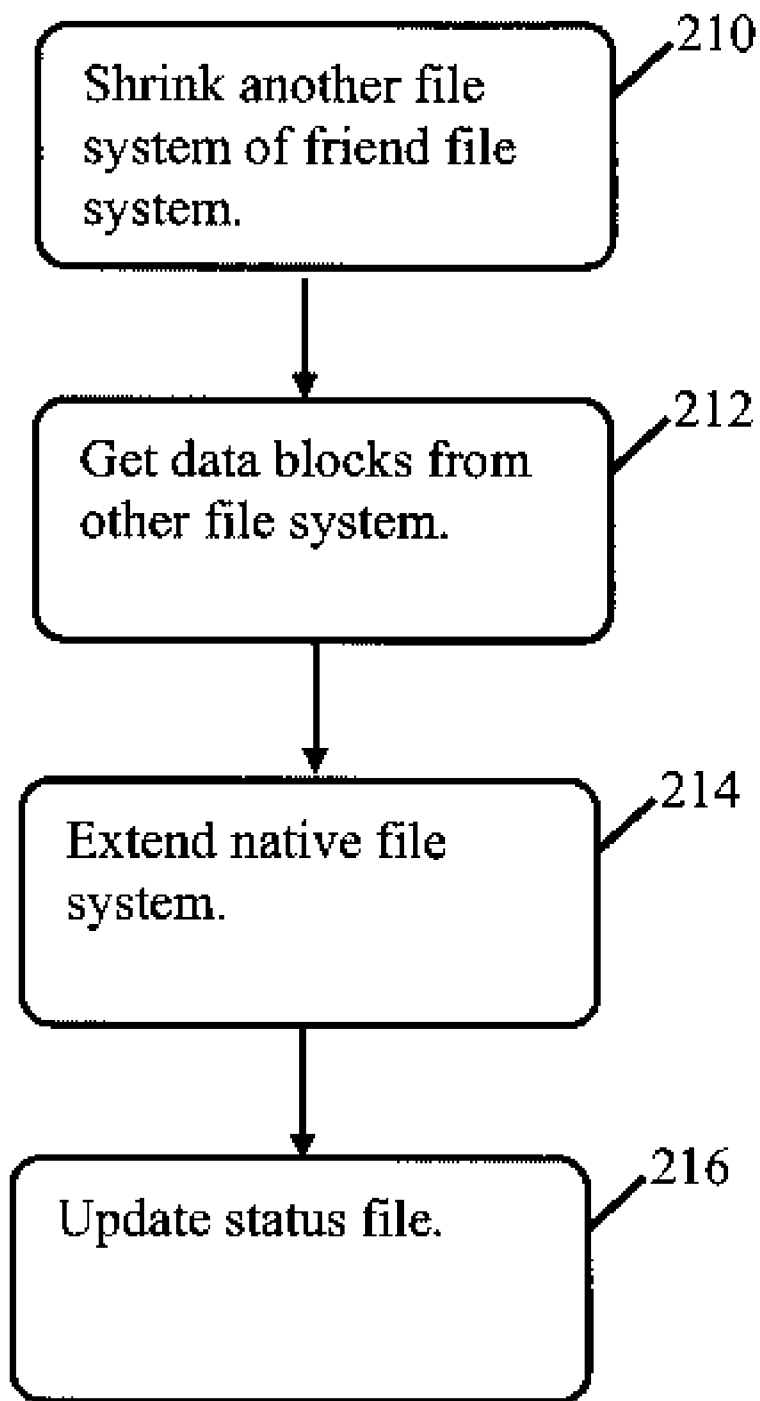 210
Shrink another file
system of friend file
system.
212
Get data blocks from
other file system.
214
Extend native file
system.
216
Update status file.